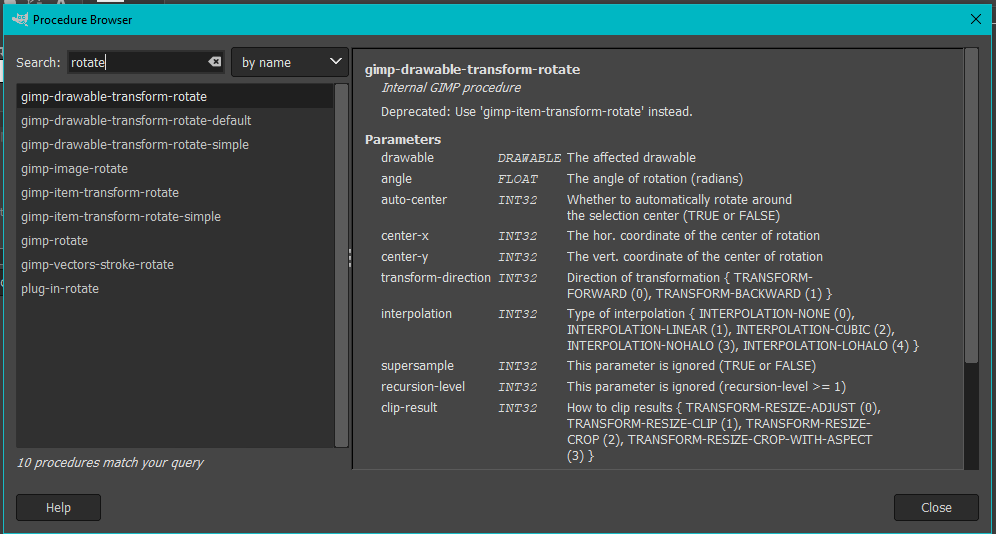 Procedure Browser
Search: rotate by name
gimp-drawable-transform-rotate
gimp-drawable-transform-rotate-default
gimp-drawable-transform-rotate-simple
gimp-image-rotate
gimp-item-transform-rotate
gimp-item-transform-rotate-simple
gimp-rotate
gimp-vectors-stroke-rotate
plug-in-rotate
10 procedures match your query
Help
gimp-drawable-transform-rotate
Internal GIMP procedure
Deprecated: Use 'gimp-item-transform-rotate' instead.
Parameters
drawable DRAWABLE The affected drawable
angle FLOAT The angle of rotation (radians)
auto-center INT32 Whether to automatically rotate around
the selection center (TRUE or FALSE)
center-x INT32 The hor. coordinate of the center of rotation
center-y INT32 The vert. coordinate of the center of rotation
transform-direction INT32 Direction of transformation { TRANSFORM-
FORWARD (0), TRANSFORM-BACKWARD (1) }
interpolation INT32 Type of interpolation { INTERPOLATION-NONE (0),
INTERPOLATION-LINEAR (1), INTERPOLATION-CUBIC (2),
INTERPOLATION-NOHALO (3), INTERPOLATION-LOHALO (4) }
supersample INT32 This parameter is ignored (TRUE or FALSE)
recursion-level INT32 This parameter is ignored (recursion-level >= 1)
clip-result INT32 How to clip results { TRANSFORM-RESIZE-ADJUST (0),
TRANSFORM-RESIZE-CLIP (1), TRANSFORM-RESIZE-
CROP (2), TRANSFORM-RESIZE-CROP-WITH-ASPECT
(3) }
Close